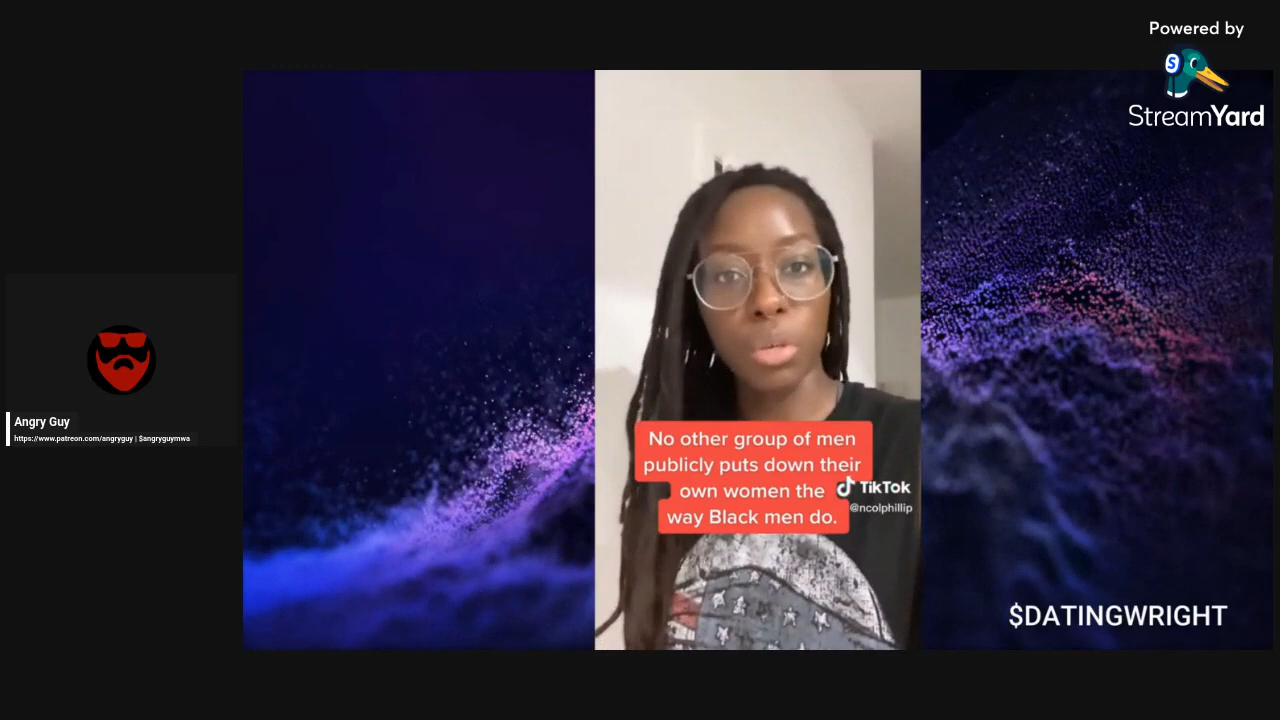 Powered by
S
StreamYard
No other group of men
publicly puts down their
own women the
way Black men do.
TikTok
@ncolphillip
Angry Guy
https://www.patreon.com/angryguy | $angryguymwa
$DATINGWRIGHT